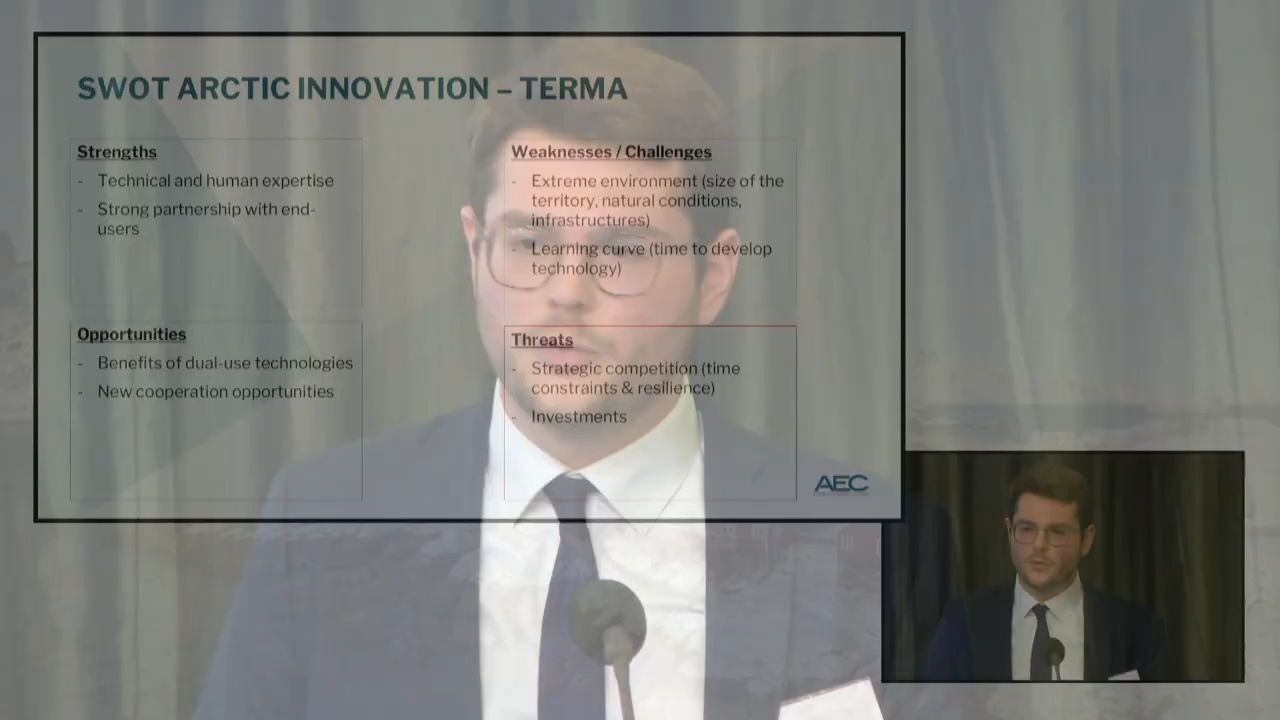 SWOT ARCTIC INNOVATION – TERMA
Strengths
- Technical and human expertise
- Strong partnership with end-
users
Weaknesses / Challenges
- Extreme environment (size of the
territory, natural conditions,
infrastructures)
- Learning curve (time to develop
technology)
Opportunities
- Benefits of dual-use technologies
- New cooperation opportunities
Threats
- Strategic competition (time
constraints & resilience)
- Investments
AEC